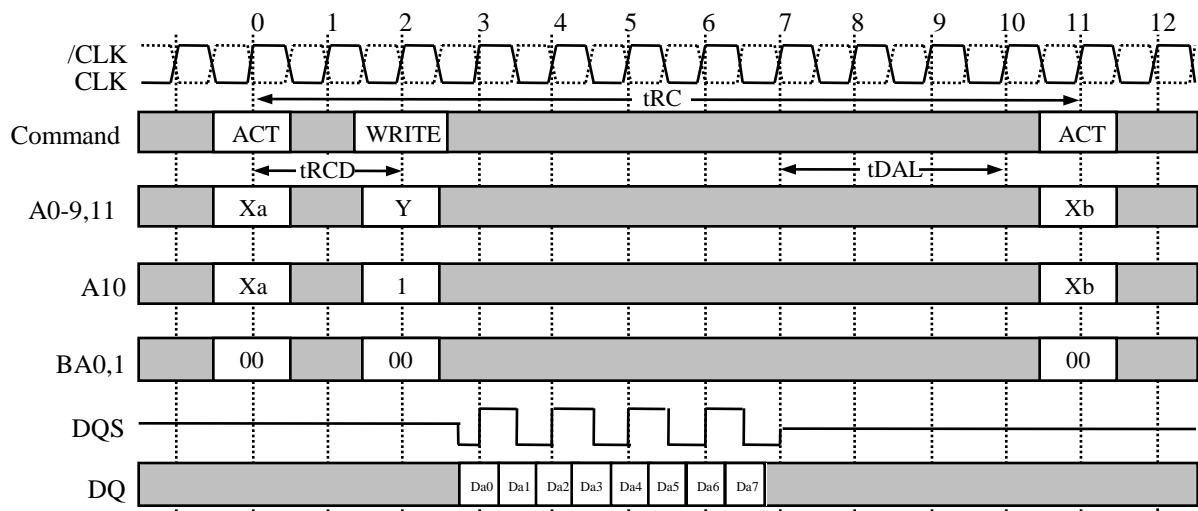 0 1 2 3 4 5 6 7 8 9 10 11 12
/CLK
CLK
tRC
Command ACT WRITE ACT
tRCD tDAL
A0-9,11 Xa Y Xb
A10 Xa 1 Xb
BA0,1 00 00 00
DQS
DQ Da0 Da1 Da2 Da3 Da4 Da5 Da6 Da7